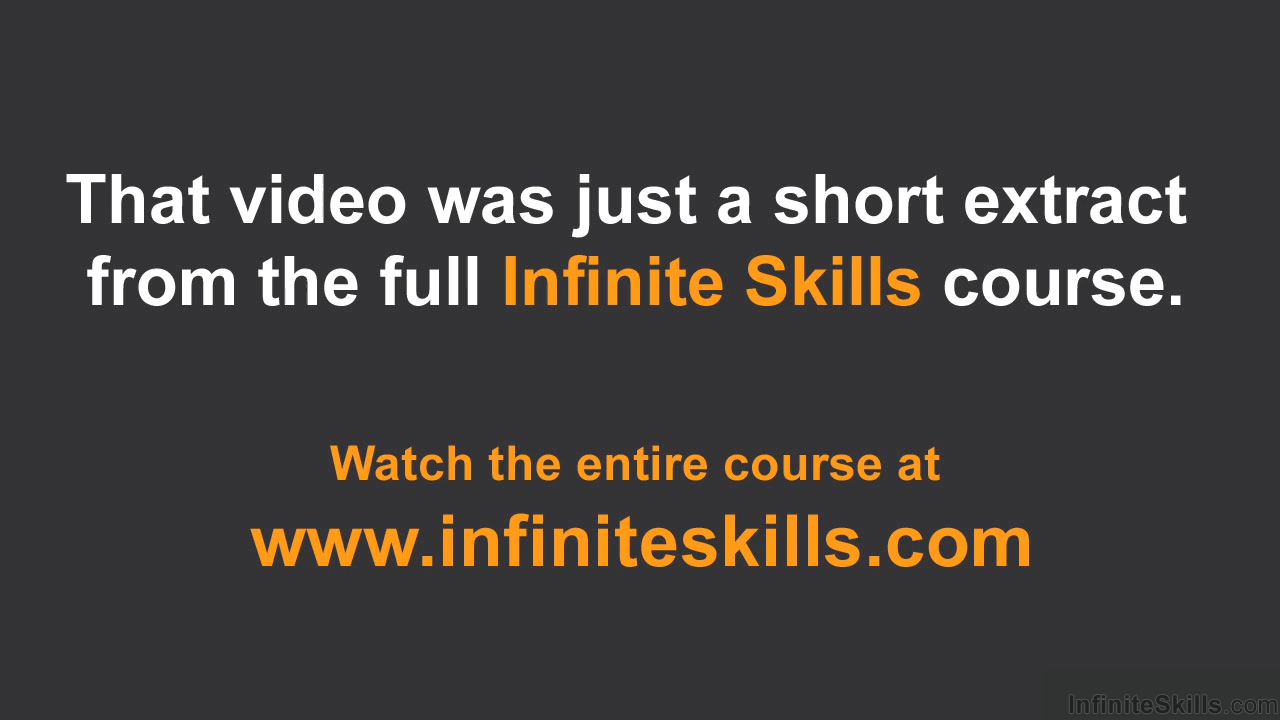 That video was just a short extract
from the full Infinite Skills course.
Watch the entire course at
www.infiniteskills.com
InfiniteSkills.com